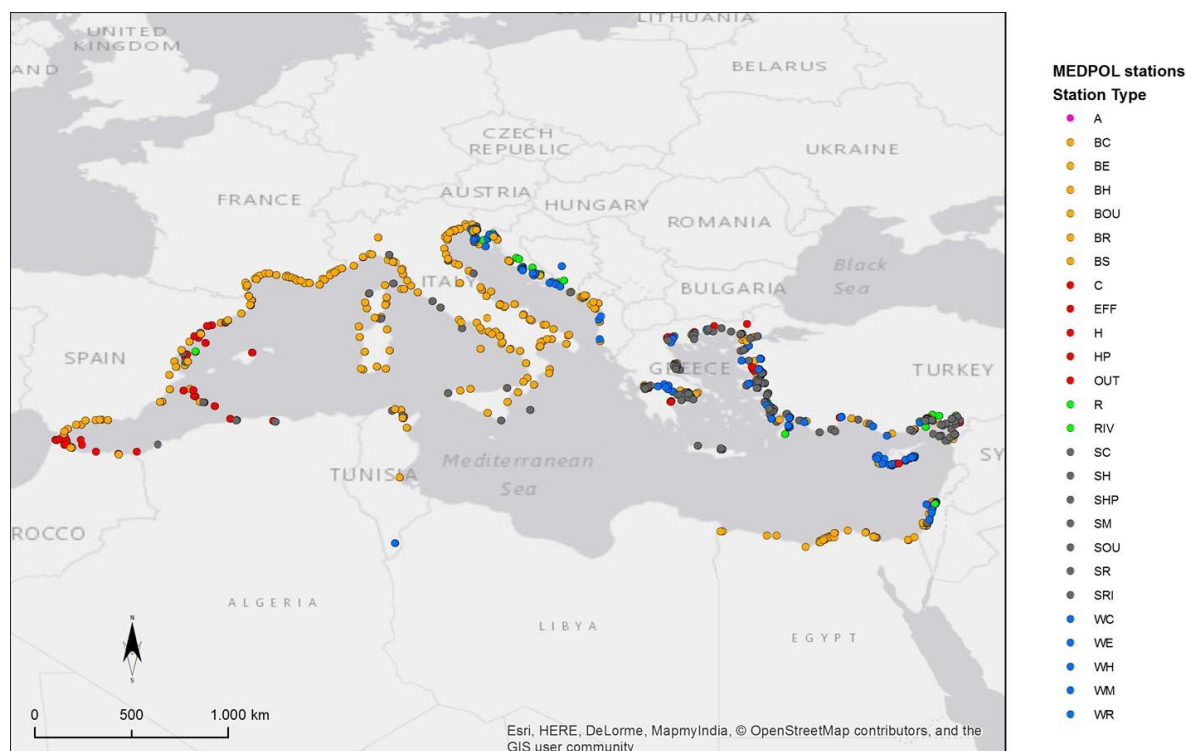 LITHUANIA
UNITED
KINGDOM
AND
BELARUS
CZECH
REPUBLIC
UKRAINE
AUSTRIA
FRANCE
HUNGARY
ROMANIA
Black
Sea
ITALY
BULGARIA
SPAIN
GREECE
TURKEY
Mediterranean
Sea
TUNISIA
SY
ROCCO
ALGERIA
LIBYA
EGYPT
N
S
0 500 1.000 km
Esri, HERE, DeLorme, MapmyIndia, © OpenStreetMap contributors, and the
GIS user community
MEDPOL stations
Station Type
A
BC
BE
BH
BOU
BR
BS
C
EFF
H
HP
OUT
R
RIV
SC
SH
SHP
SM
SOU
SR
SRI
WC
WE
WH
WM
WR